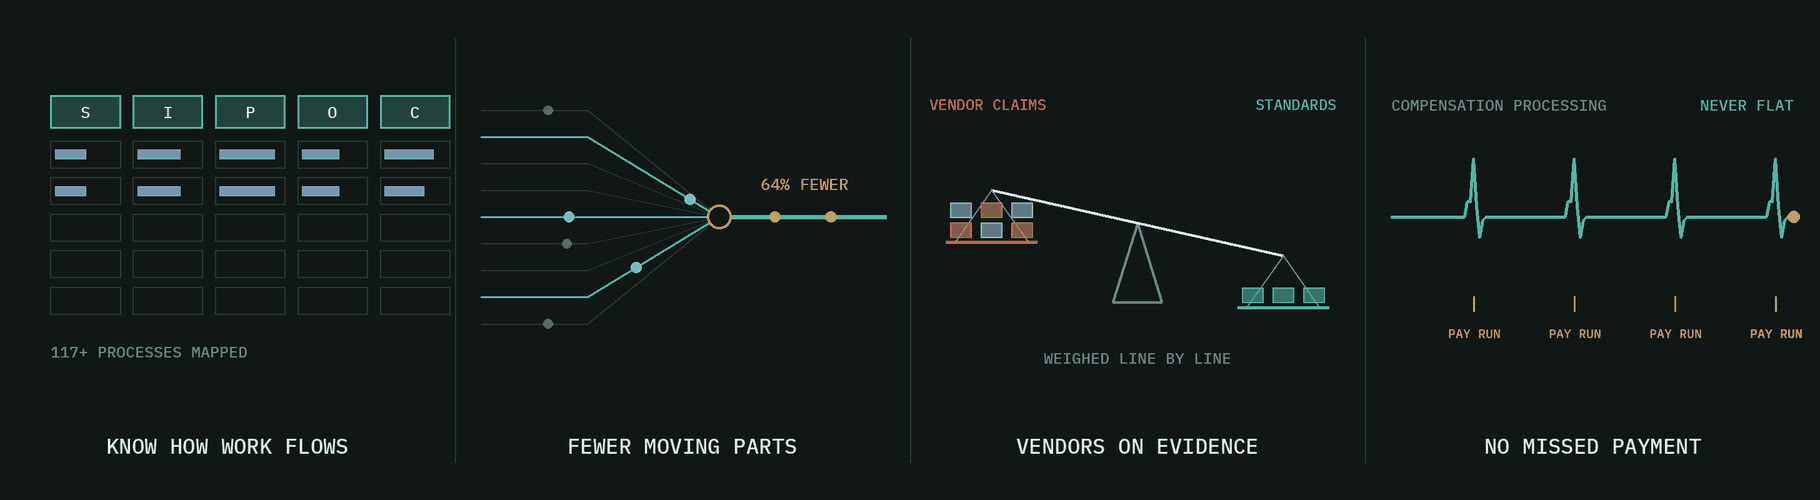 S I P O C
117+ PROCESSES MAPPED
KNOW HOW WORK FLOWS
64% FEWER
FEWER MOVING PARTS
VENDOR CLAIMS
STANDARDS
WEIGHED LINE BY LINE
VENDORS ON EVIDENCE
COMPENSATION PROCESSING
NEVER FLAT
PAY RUN PAY RUN PAY RUN PAY RUN
NO MISSED PAYMENT